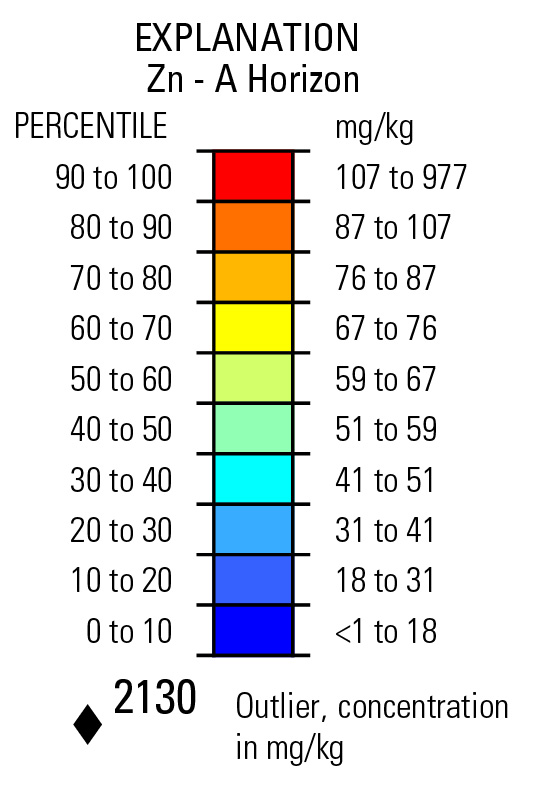 EXPLANATION
Zn - A Horizon
PERCENTILE mg/kg
90 to 100 107 to 977
80 to 90 87 to 107
70 to 80 76 to 87
60 to 70 67 to 76
50 to 60 59 to 67
40 to 50 51 to 59
30 to 40 41 to 51
20 to 30 31 to 41
10 to 20 18 to 31
0 to 10 <1 to 18
2130 Outlier, concentration
in mg/kg